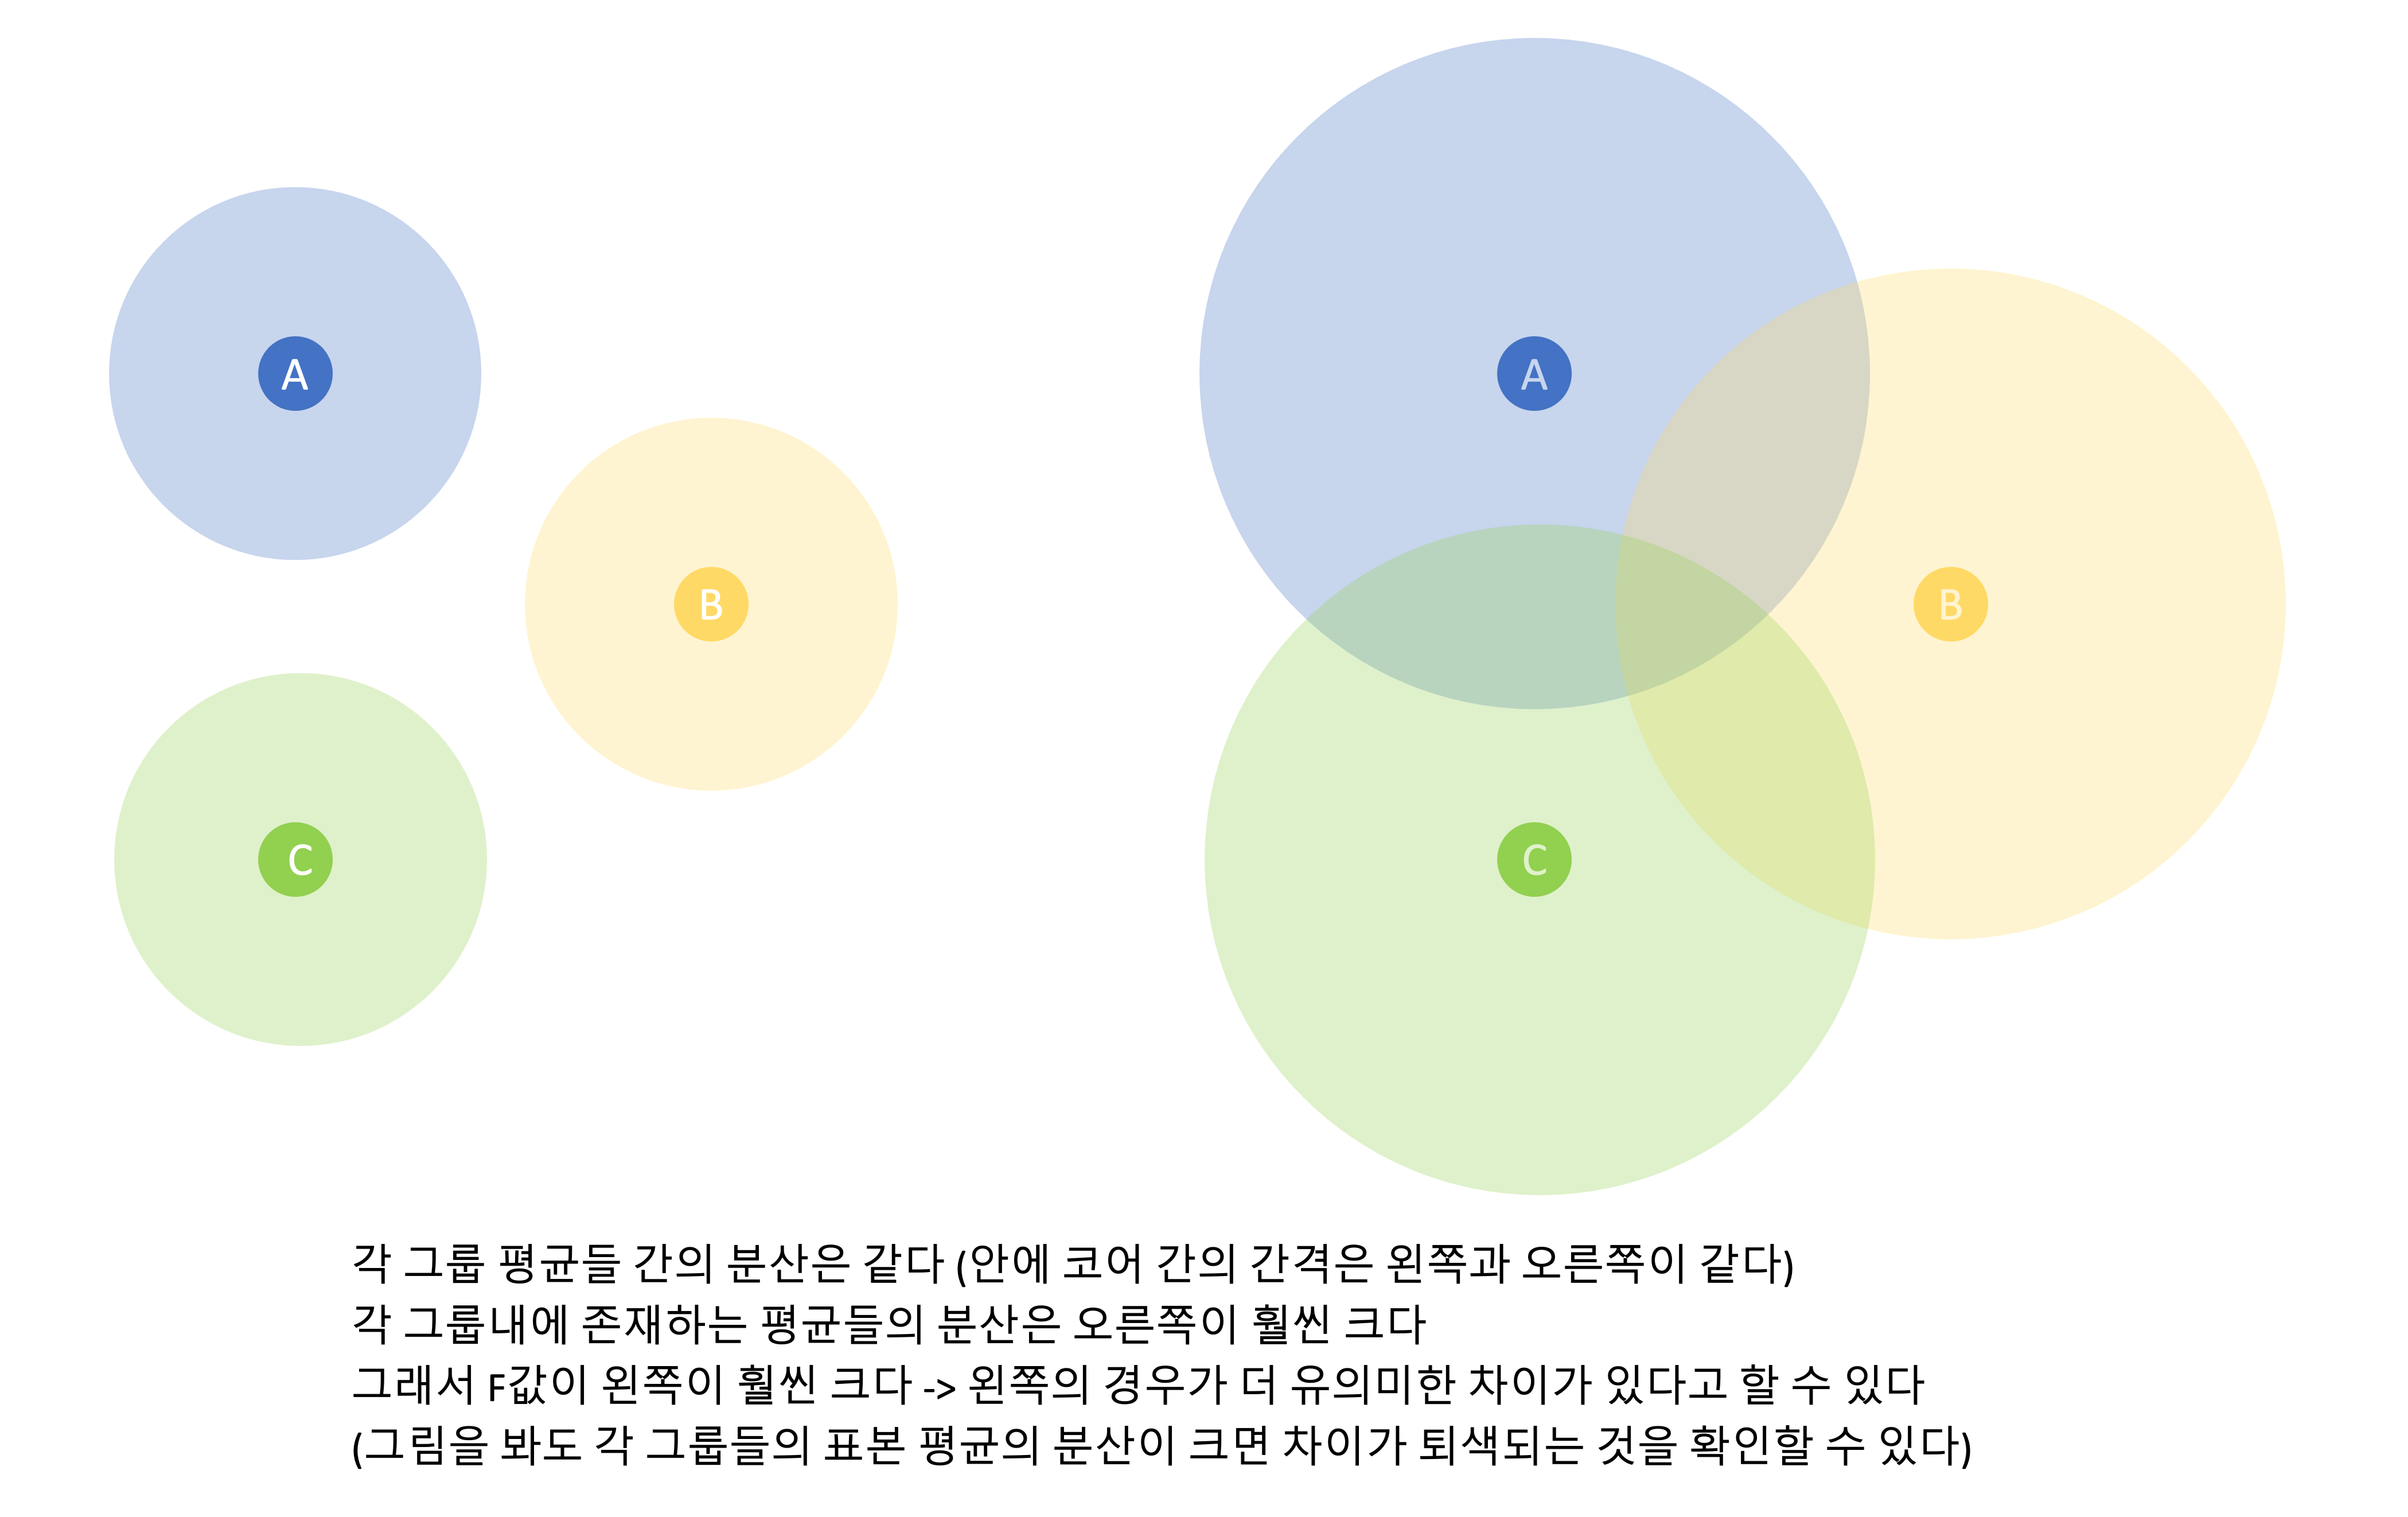 A
A
B
B
C
C
각 그룹 평균들 간의 분산은 같다 (안에 코어 간의 간격은 왼쪽과 오른쪽이 같다)
각 그룹내에 존재하는 평균들의 분산은 오른쪽이 훨씬 크다
그래서 F값이 왼쪽이 훨씬 크다 -> 왼쪽의 경우가 더 유의미한 차이가 있다고 할 수 있다
(그림을 봐도 각 그룹들의 표본 평균의 분산이 크면 차이가 퇴색되는 것을 확인할 수 있다)